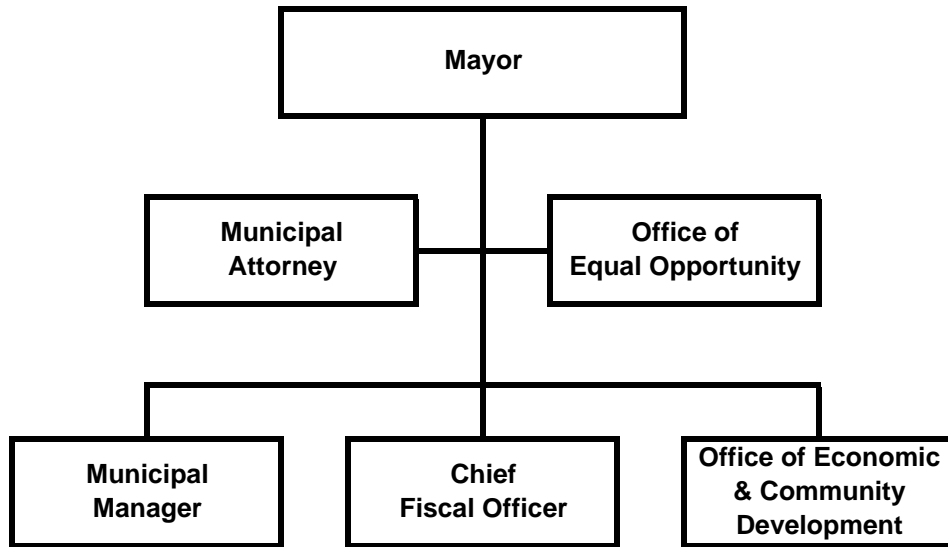 Mayor
Municipal
Attorney
Office of
Equal Opportunity
Municipal
Manager
Chief
Fiscal Officer
Office of Economic
& Community
Development